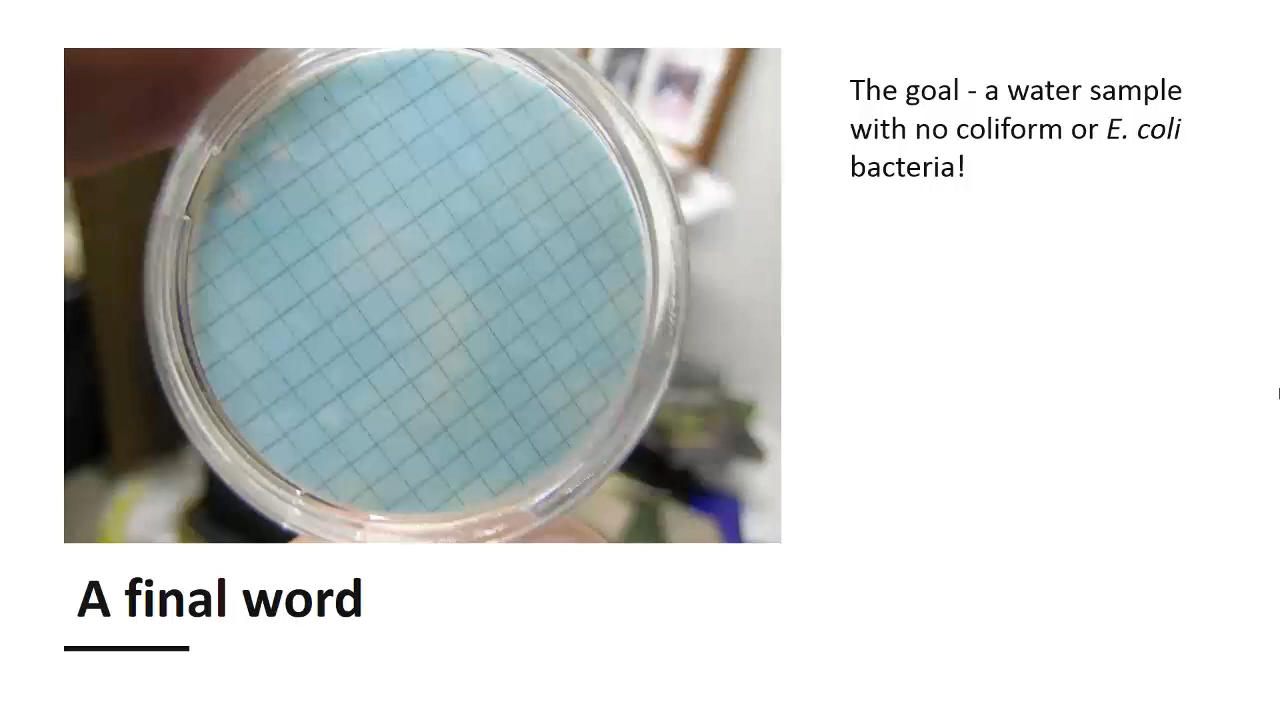 The goal - a water sample
with no coliform or E. coli
bacteria!
A final word